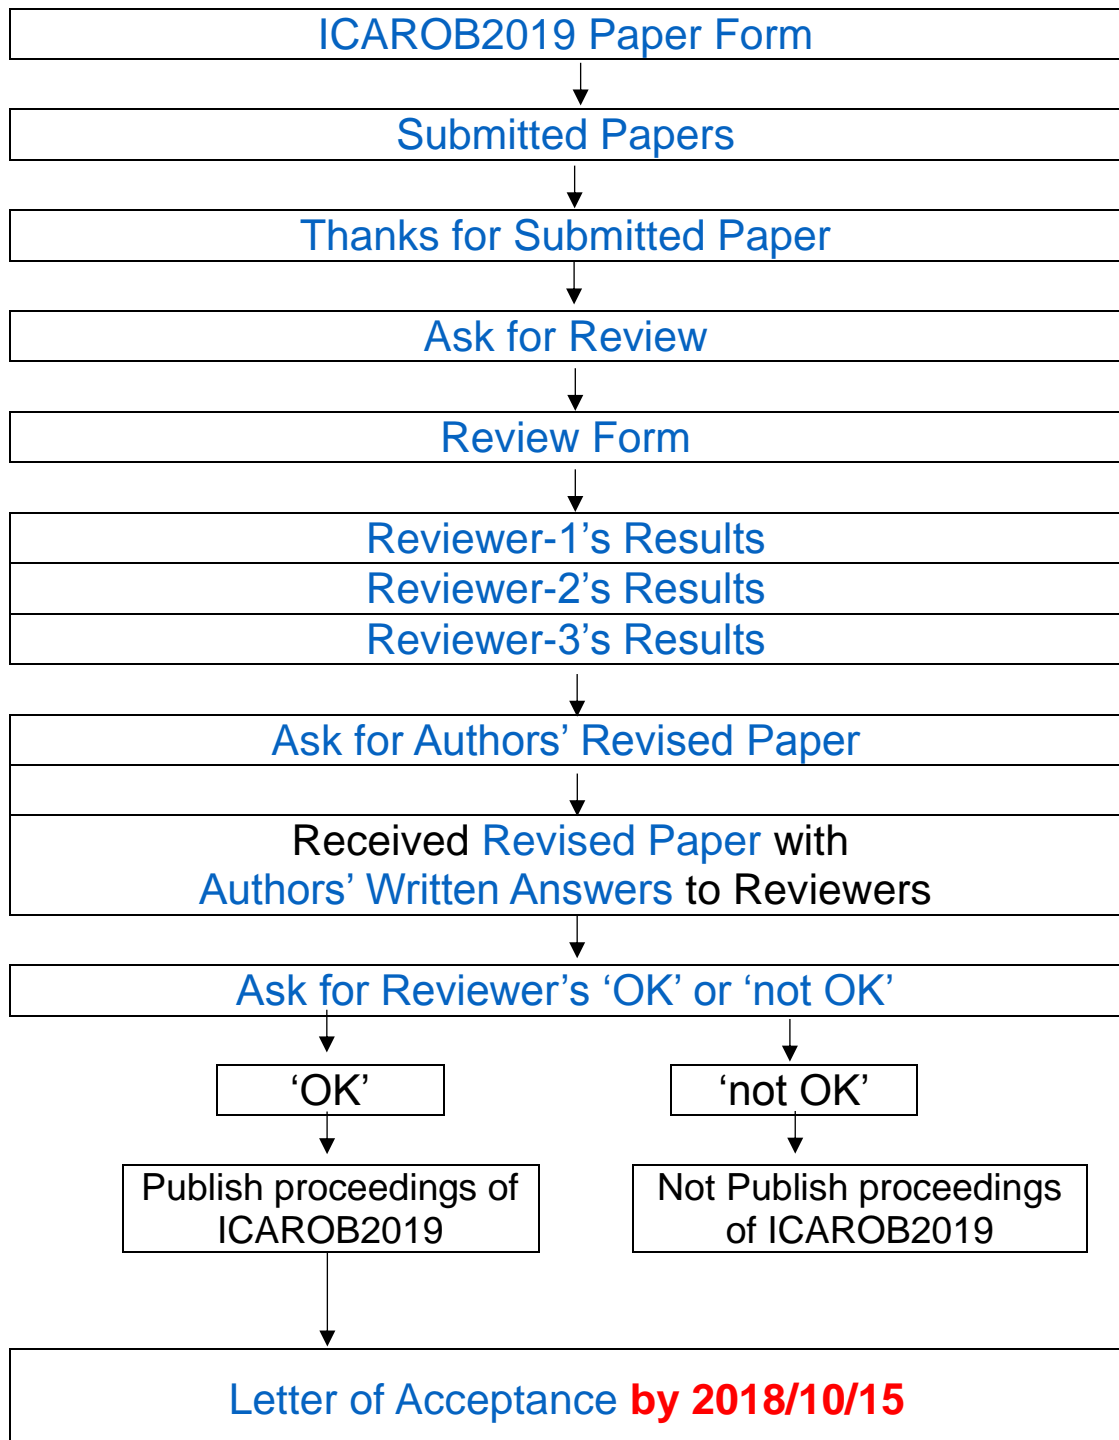 ICAROB2019 Paper Form
Submitted Papers
Thanks for Submitted Paper
Ask for Review
Review Form
Reviewer-1’s Results
Reviewer-2’s Results
Reviewer-3’s Results
Ask for Authors’ Revised Paper
Received Revised Paper with
Authors’ Written Answers to Reviewers
Ask for Reviewer’s ‘OK’ or ‘not OK’
‘OK’
‘not OK’
Publish proceedings of
ICAROB2019
Not Publish proceedings
of ICAROB2019
Letter of Acceptance by 2018/10/15